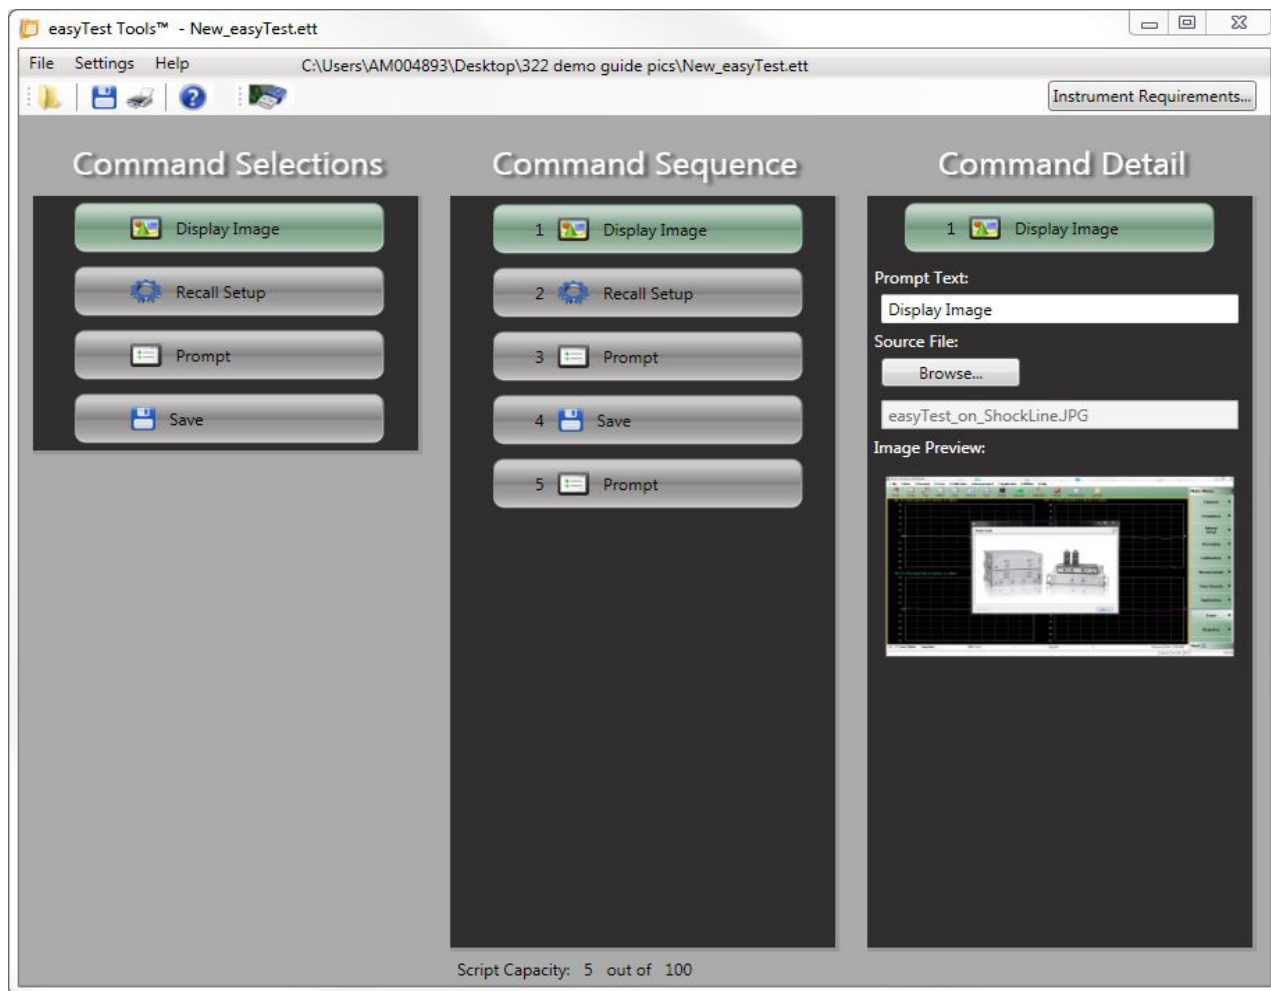 easyTest Tools™ - New_easyTest.ett
File Settings Help C:\Users\AM004893\Desktop\322 demo guide pics\New_easyTest.ett
Instrument Requirements...
Command Selections
Display Image
Recall Setup
Prompt
Save
Command Sequence
1 Display Image
2 Recall Setup
3 Prompt
4 Save
5 Prompt
Script Capacity: 5 out of 100
Command Detail
1 Display Image
Prompt Text:
Display Image
Source File:
Browse...
easyTest_on_ShockLine.JPG
Image Preview: